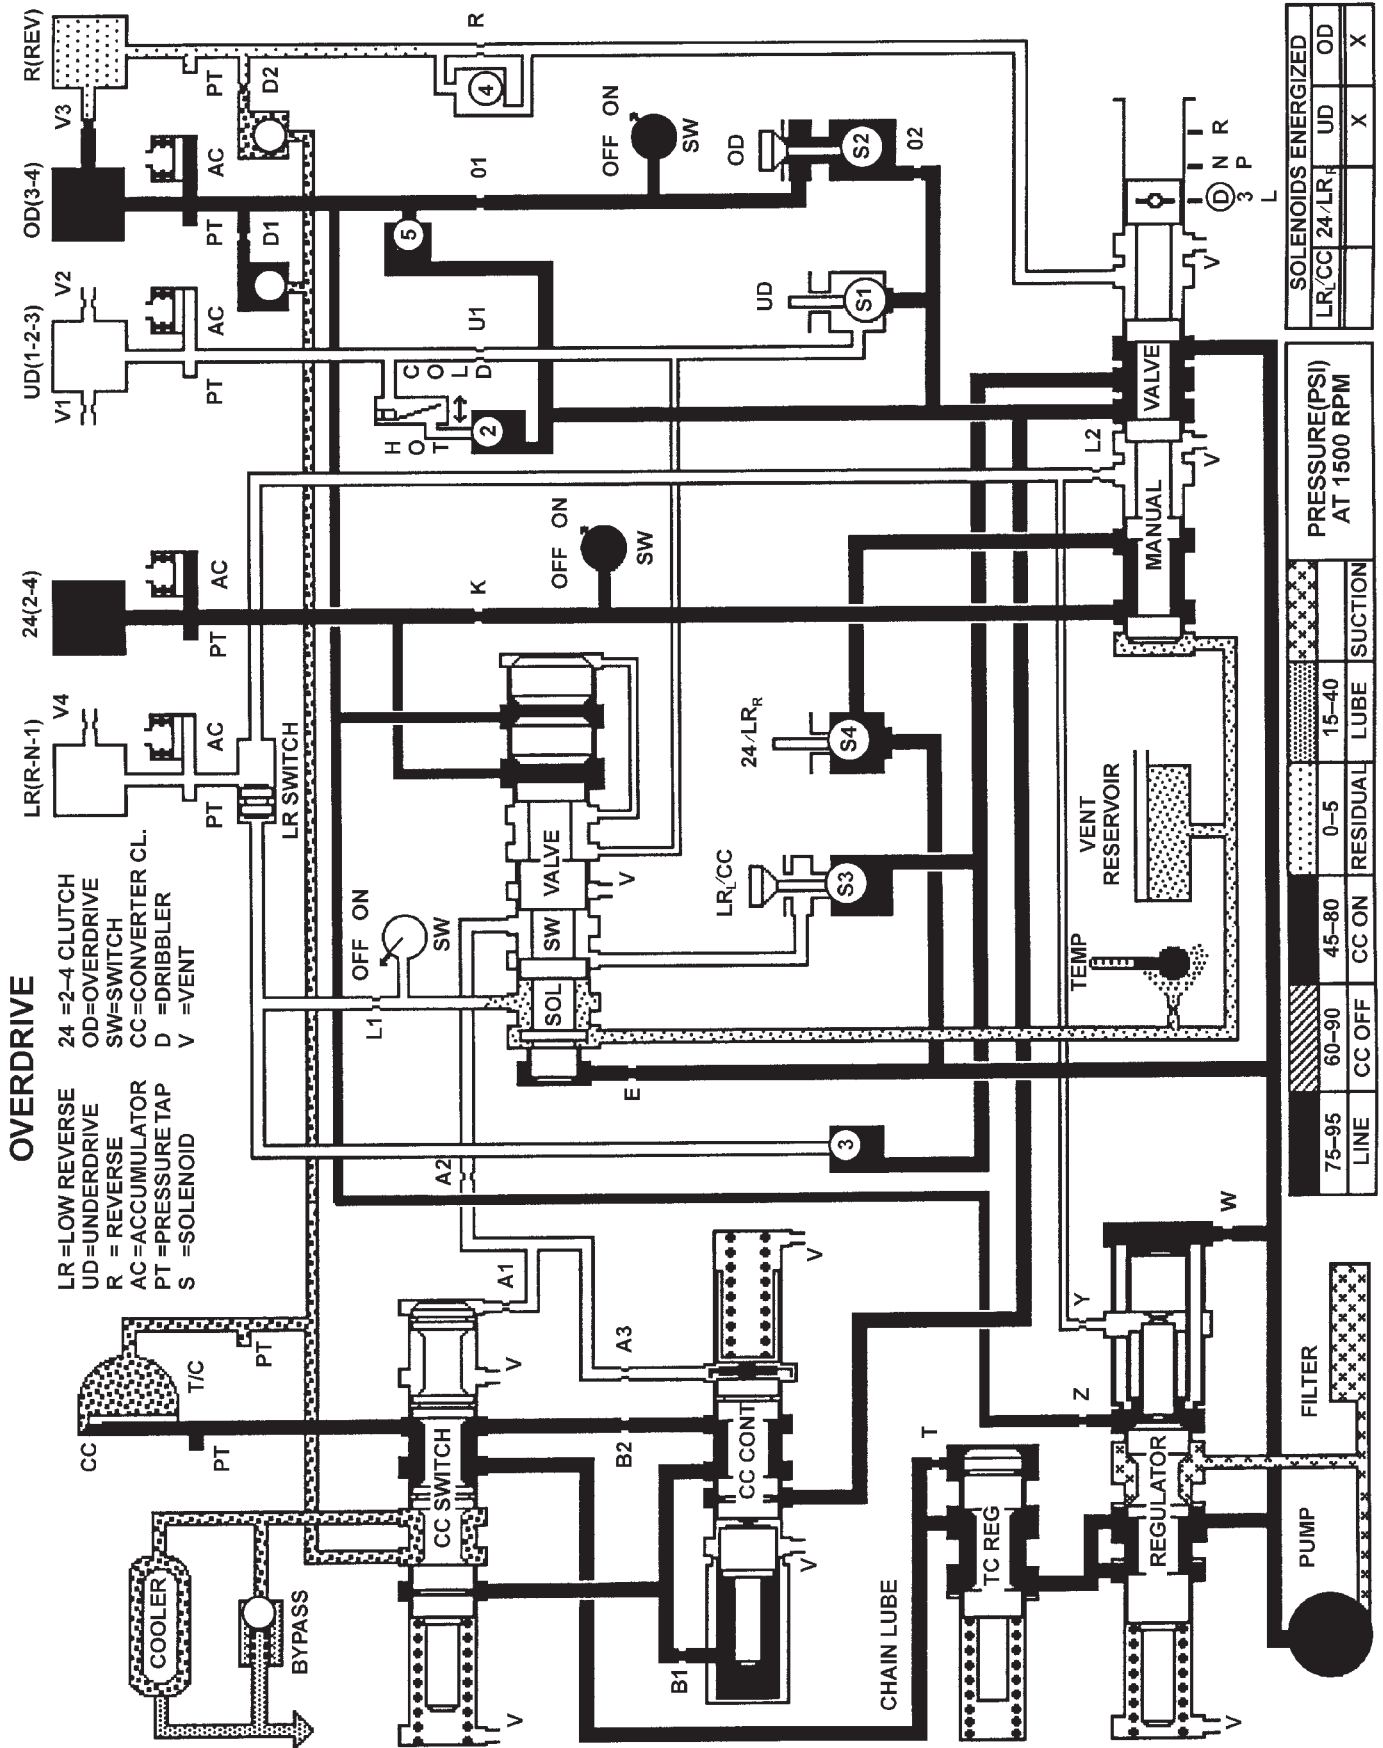 OVERDRIVE
LR =LOW REVERSE
UD=UNDERDRIVE
R = REVERSE
AC=ACCUMULATOR
PT =PRESSURE TAP
S =SOLENOID
24 =2–4 CLUTCH
OD=OVERDRIVE
SW=SWITCH
CC=CONVERTER CL.
D =DRIBBLER
V =VENT
LR(R-N-1)
V4
24(2-4)
UD(1-2-3)
V1
V2
OD(3-4)
V3
R(REV)
PT
AC
LR SWITCH
PT
AC
PT
AC
PT
AC
D1
PT
D2
CC
T/C
PT
PT
COOLER
BYPASS
CC SWITCH
V
V
A1
A2
A3
B2
B1
CC CONT
V
V
L1
OFF ON
SW
SOL
SW
VALVE
V
E
K
OFF ON
SW
HOT
COLD
U1
2
5
01
OFF ON
SW
R
4
3
LRL/CC
S3
24/LRR
S4
UD
S1
OD
S2
02
CHAIN LUBE
T
TC REG
Z
Y
W
REGULATOR
V
PUMP
FILTER
TEMP
VENT
RESERVOIR
MANUAL
VALVE
L2
V
V
D N R
3 P
L
75–95
60–90
45–80
0–5
15–40
LINE
CC OFF
CC ON
RESIDUAL
LUBE
SUCTION
PRESSURE(PSI)
AT 1500 RPM
SOLENOIDS ENERGIZED
LRL/CC 24/LRR UD OD
X X